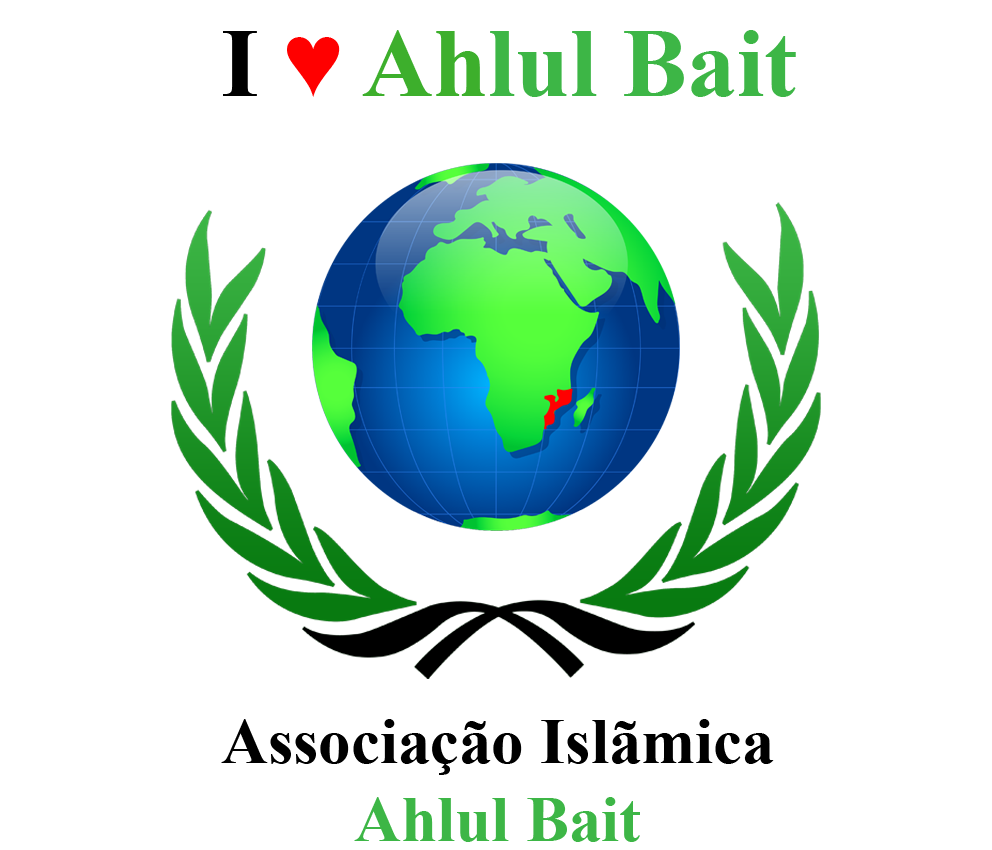 I ♥ Ahlul Bait
Associação Islãmica
Ahlul Bait